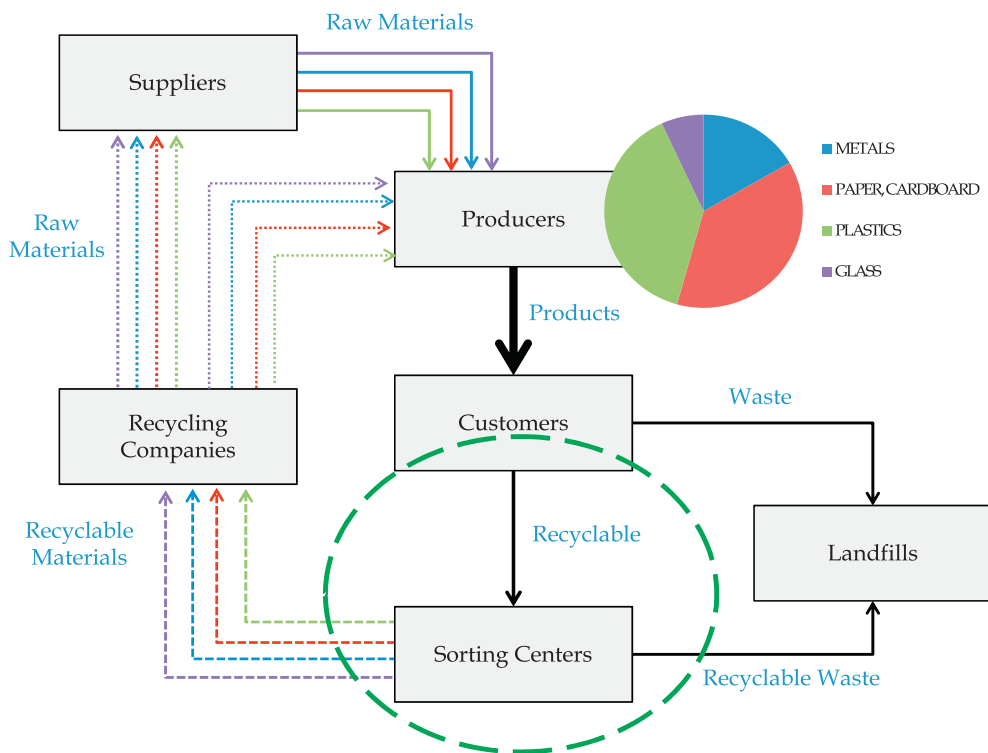 Raw Materials
Suppliers
METALS
PAPER, CARDBOARD
PLASTICS
GLASS
Producers
Raw
Materials
Products
Recycling
Companies
Customers
Waste
Recyclable
Materials
Recyclable
Landfills
Sorting Centers
Recyclable Waste